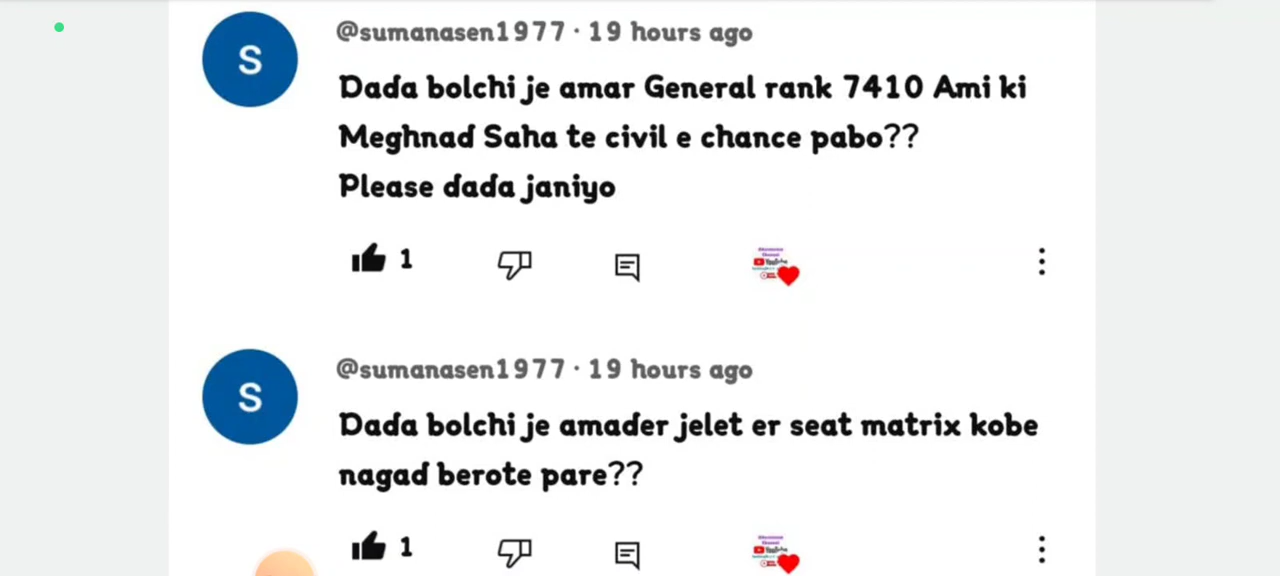 S
@sumanasen1977 · 19 hours ago
Dada bolchi je amar General rank 7410 Ami ki
Meghnad Saha te civil e chance pabo??
Please dada janiyo
1
S
@sumanasen1977 · 19 hours ago
Dada bolchi je amader jelet er seat matrix kobe
nagad berote pare??
1